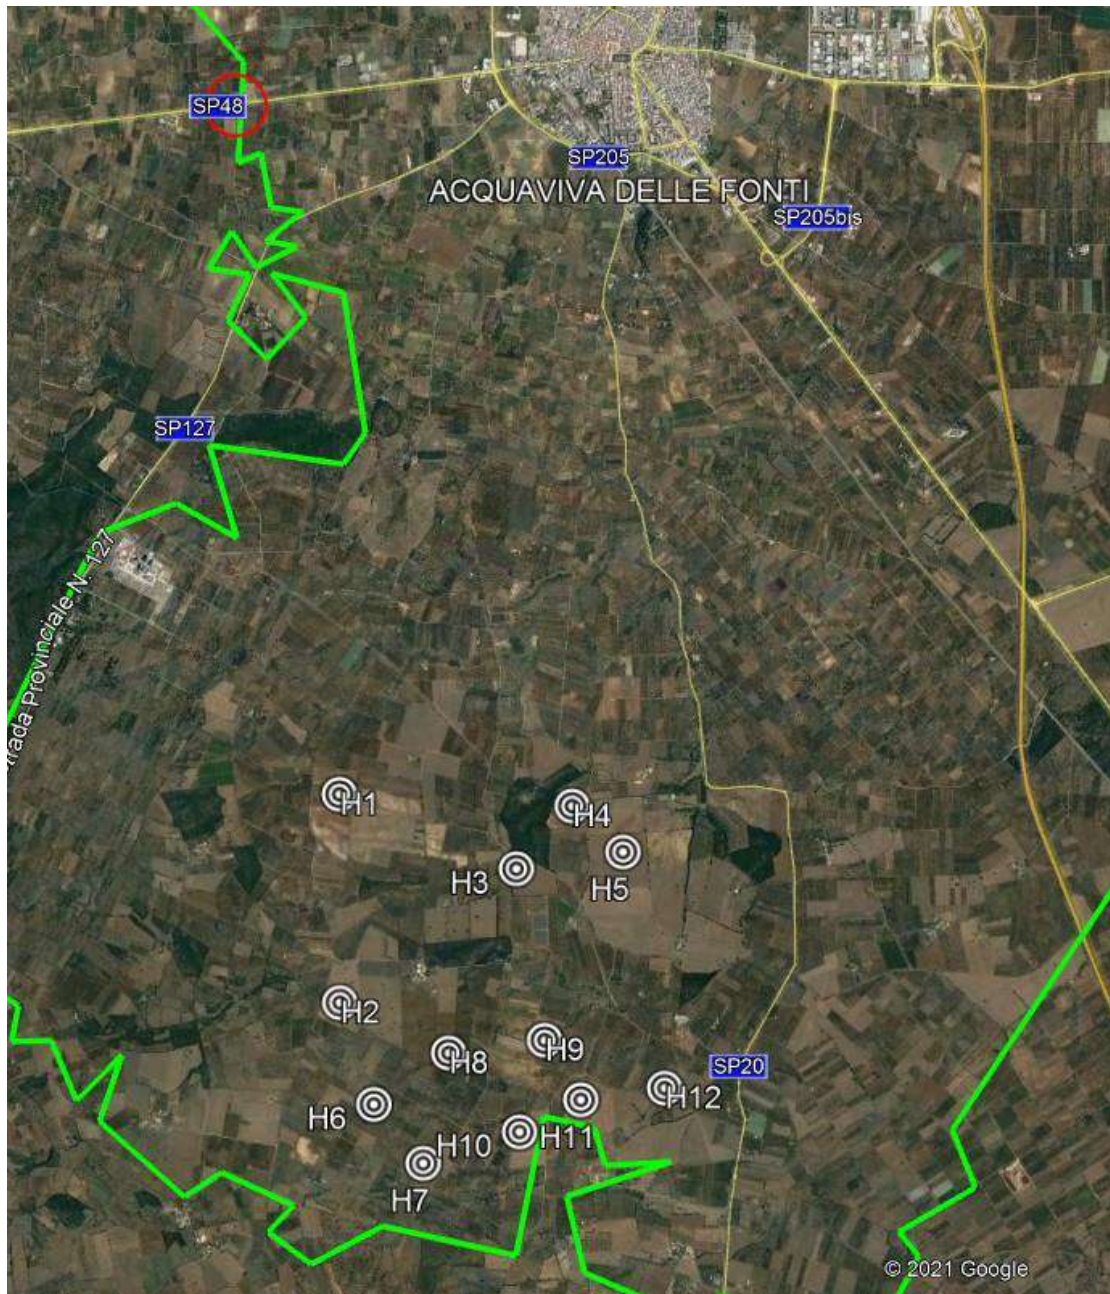 SP48
SP205
ACQUAVIVA DELLE FONTI
SP205bis
SP127
trada Provinciale N. 127
H1
H4
H3
H5
H2
H9
H8
SP20
H12
H6
H11
H10
H7
© 2021 Google